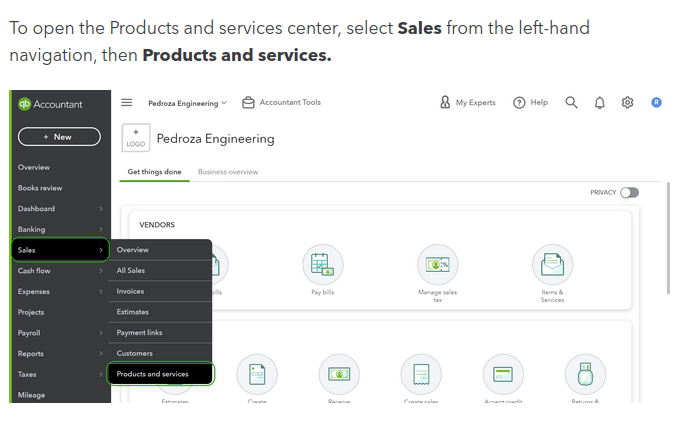 To open the Products and services center, select Sales from the left-hand
navigation, then Products and services.
qb Accountant
Pedroza Engineering
Accountant Tools
My Experts
Help
R
+ New
+
LOGO
Pedroza Engineering
Get things done
Business overview
PRIVACY
Overview
Books review
Dashboard
Banking
Sales
Cash flow
Expenses
Projects
Payroll
Reports
Taxes
Mileage
Overview
All Sales
Invoices
Estimates
Payment links
Customers
Products and services
VENDORS
Pay bills
Manage sales
tax
Items &
Services
Estimates
Create
Receive
Create sales
Accept credit
Returns &